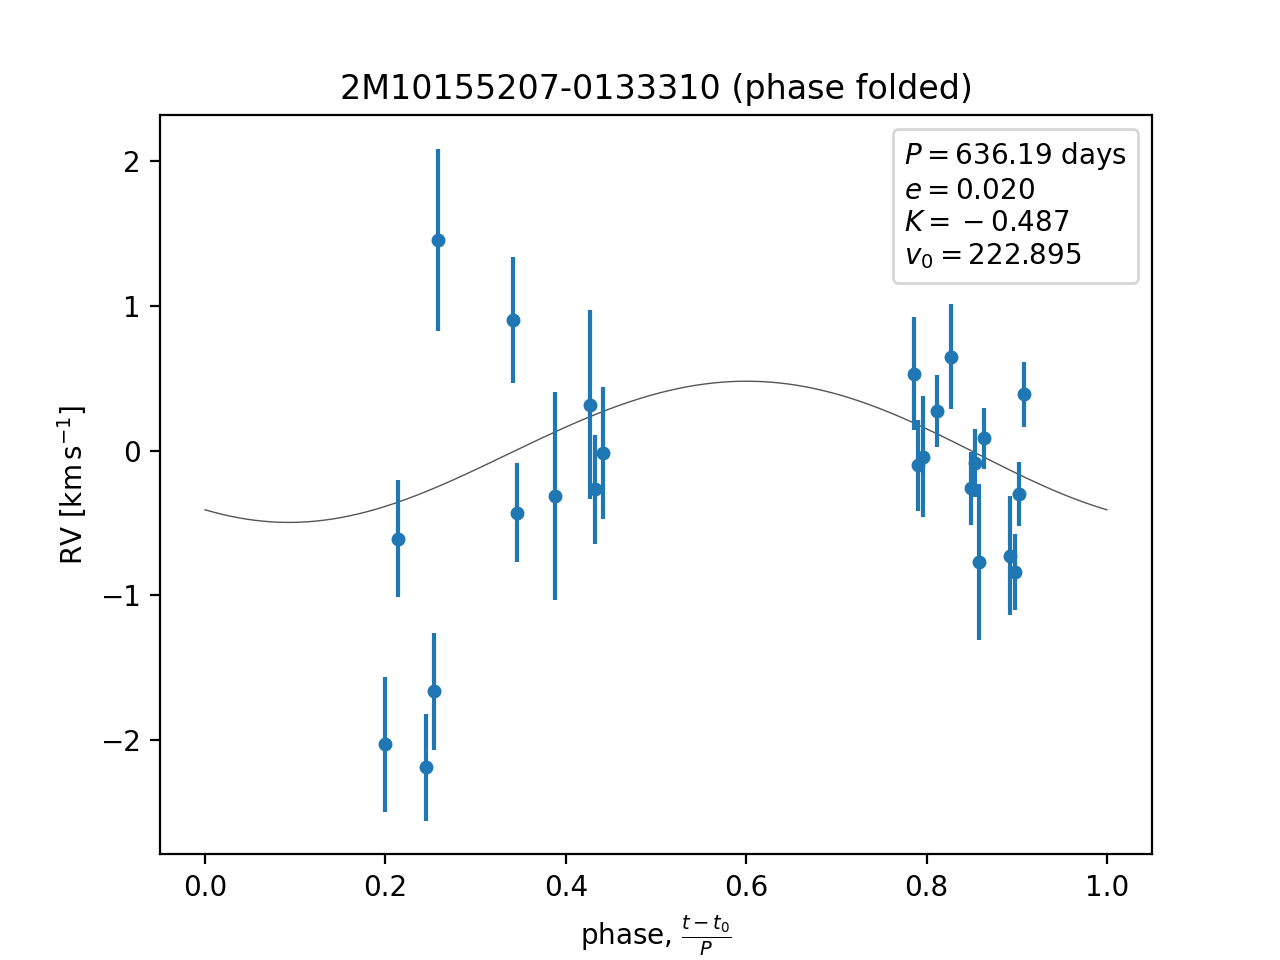 2M10155207-0133310 (phase folded)
P = 636.19 days
e = 0.020
K = −0.487
v₀ = 222.895
2
1
0
−1
−2
RV [km s⁻¹]
0.0 0.2 0.4 0.6 0.8 1.0
phase, (t − t₀)/P